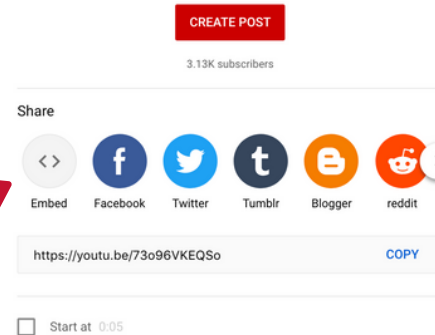 CREATE POST
3.13K subscribers
Share
< >
f t B
Embed Facebook Twitter Tumblr Blogger reddit
https://youtu.be/73o96VKEQSo COPY
Start at 0:05